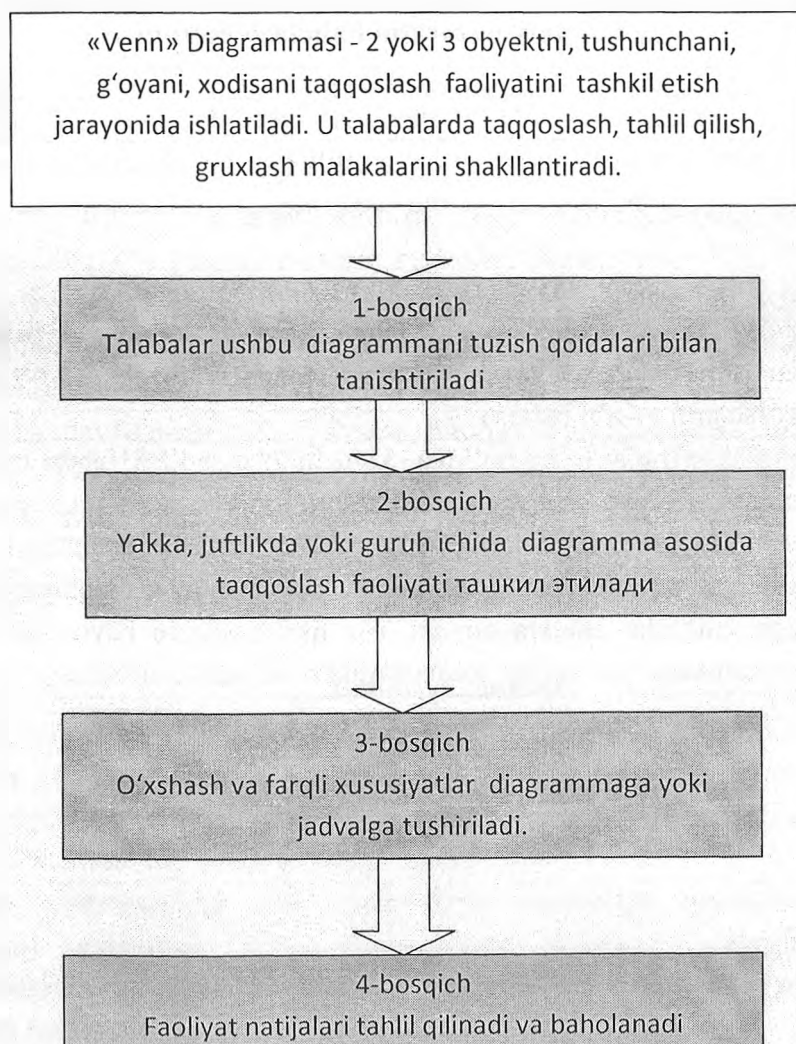 «Venn» Diagrammasi - 2 yoki 3 obyektni, tushunchani,
g‘oyani, xodisani taqqoslash faoliyatini tashkil etish
jarayonida ishlatiladi. U talabalarda taqqoslash, tahlil qilish,
gruxlash malakalarini shakllantiradi.
1-bosqich
Talabalar ushbu diagrammani tuzish qoidalari bilan
tanishtiriladi
2-bosqich
Yakka, juftlikda yoki guruh ichida diagramma asosida
taqqoslash faoliyati ташкил этилади
3-bosqich
O‘xshash va farqli xususiyatlar diagrammaga yoki
jadvalga tushiriladi.
4-bosqich
Faoliyat natijalari tahlil qilinadi va baholanadi